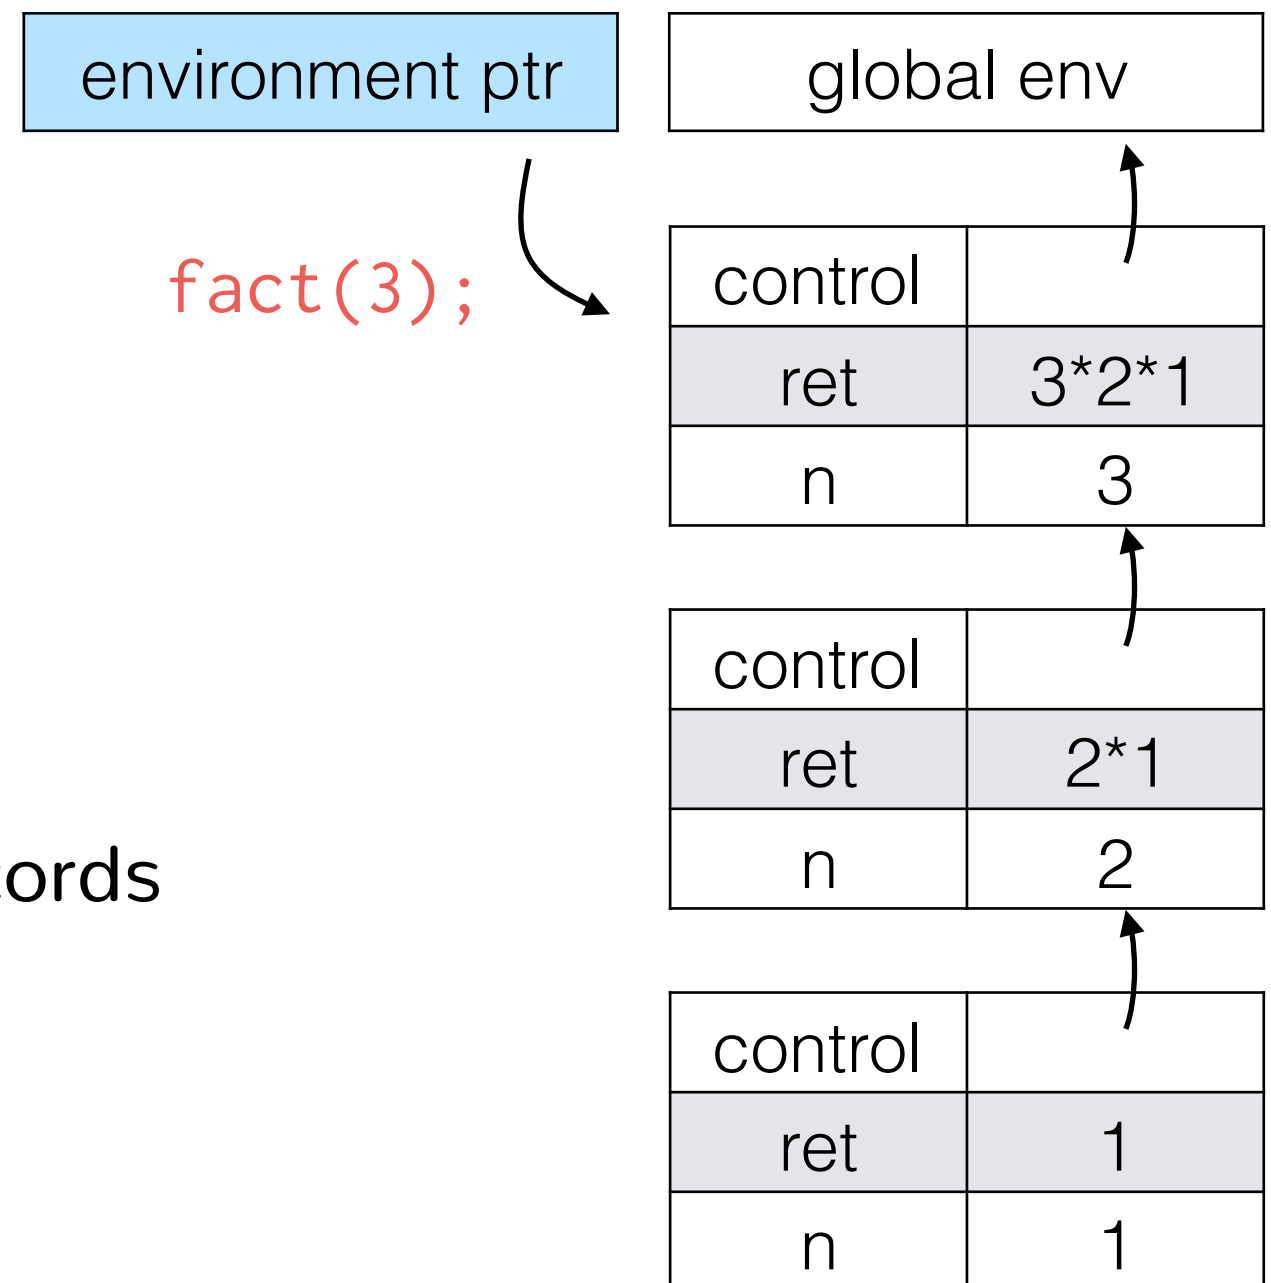 environment ptr
global env
fact(3);
control
ret 3*2*1
n 3
control
ret 2*1
n 2
cords
control
ret 1
n 1